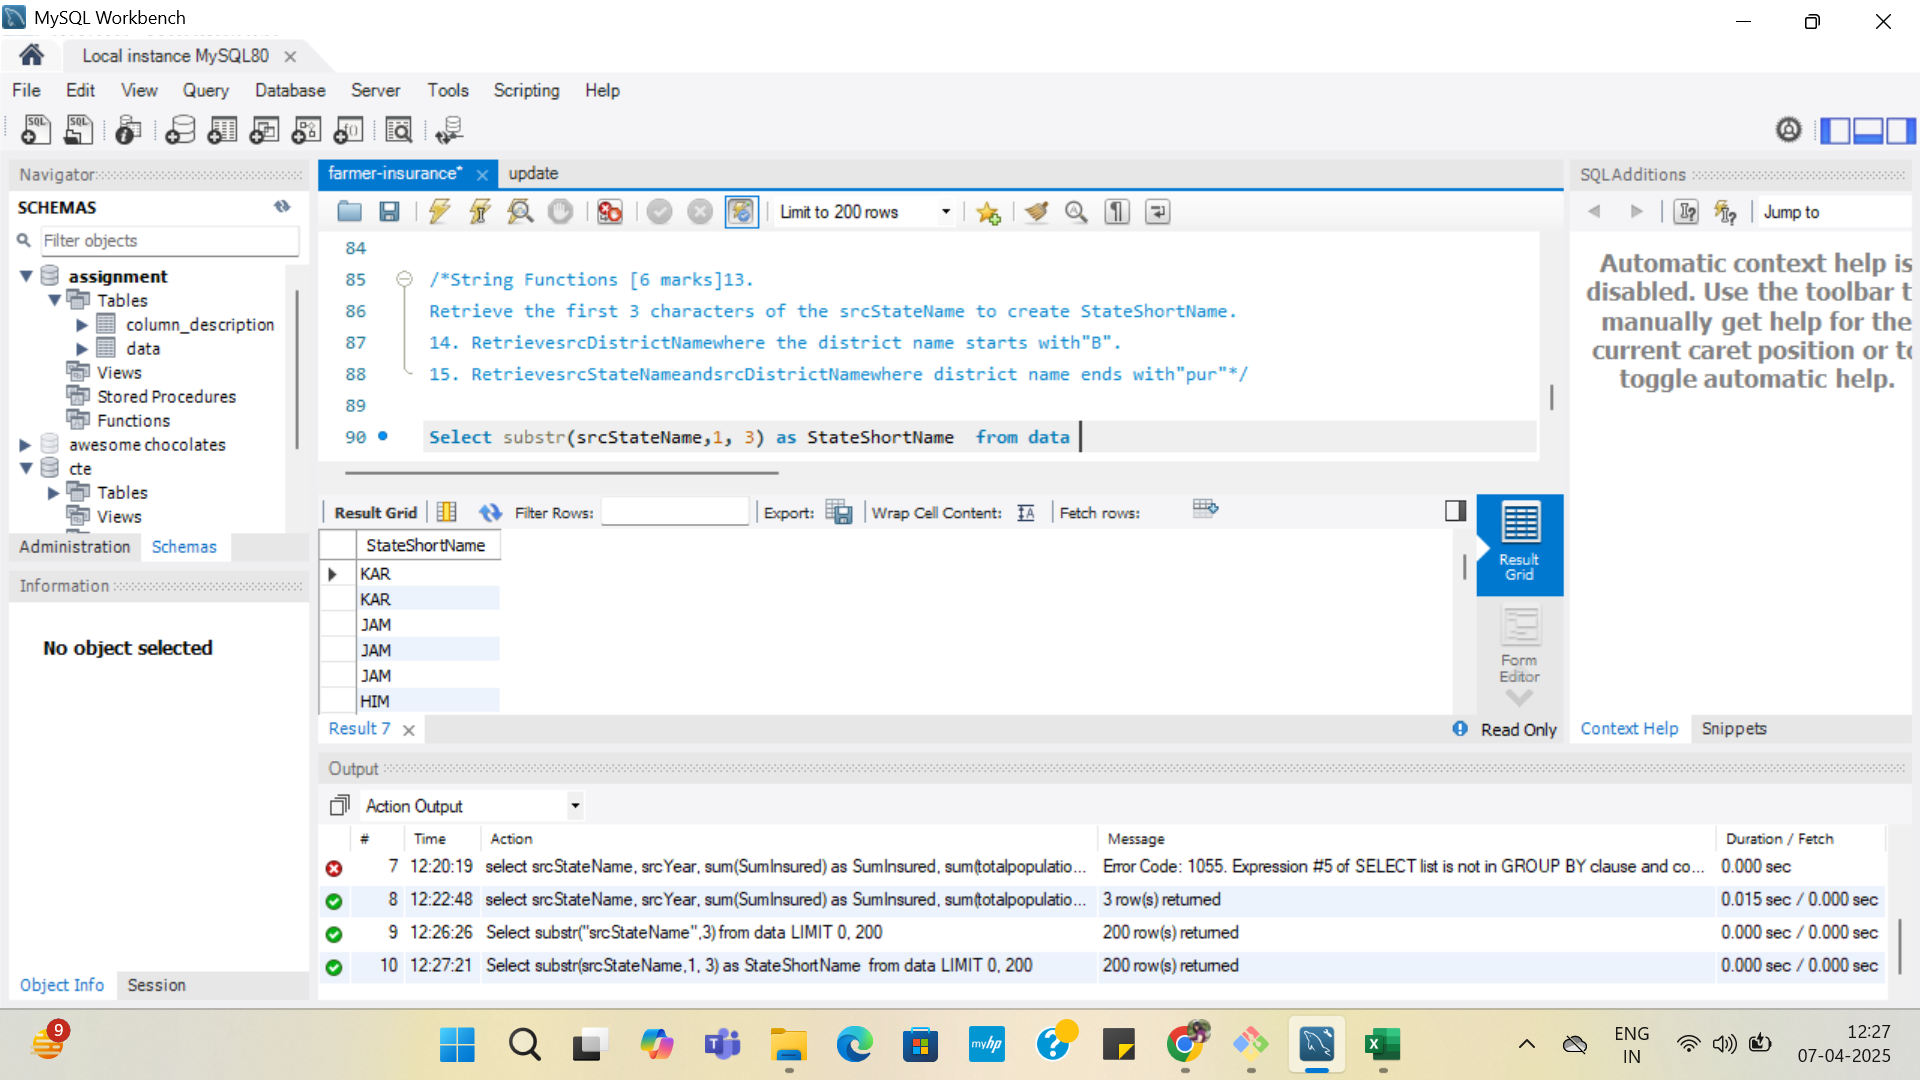 MySQL Workbench
Local instance MySQL80
File Edit View Query Database Server Tools Scripting Help
Navigator
SCHEMAS
Filter objects
assignment
Tables
column_description
data
Views
Stored Procedures
Functions
awesome chocolates
cte
Tables
Views
Administration Schemas
Information
No object selected
Object Info Session
farmer-insurance* update
Limit to 200 rows
84
85 /*String Functions [6 marks]13.
86 Retrieve the first 3 characters of the srcStateName to create StateShortName.
87 14. RetrievesrcDistrictNamewhere the district name starts with"B".
88 15. RetrievesrcStateNameandsrcDistrictNamewhere district name ends with"pur"*/
89
90 Select substr(srcStateName,1, 3) as StateShortName from data
Result Grid Filter Rows: Export: Wrap Cell Content: Fetch rows:
StateShortName
KAR
KAR
JAM
JAM
JAM
HIM
Result Grid
Form Editor
Result 7 Read Only
SQLAdditions
Jump to
Automatic context help is
disabled. Use the toolbar t
manually get help for the
current caret position or to
toggle automatic help.
Context Help Snippets
Output
Action Output
# Time Action Message Duration / Fetch
7 12:20:19 select srcStateName, srcYear, sum(SumInsured) as SumInsured, sum(totalpopulatio... Error Code: 1055. Expression #5 of SELECT list is not in GROUP BY clause and co... 0.000 sec
8 12:22:48 select srcStateName, srcYear, sum(SumInsured) as SumInsured, sum(totalpopulatio... 3 row(s) returned 0.015 sec / 0.000 sec
9 12:26:26 Select substr("srcStateName",3) from data LIMIT 0, 200 200 row(s) returned 0.000 sec / 0.000 sec
10 12:27:21 Select substr(srcStateName,1, 3) as StateShortName from data LIMIT 0, 200 200 row(s) returned 0.000 sec / 0.000 sec
9
myhp
ENG
IN
12:27
07-04-2025